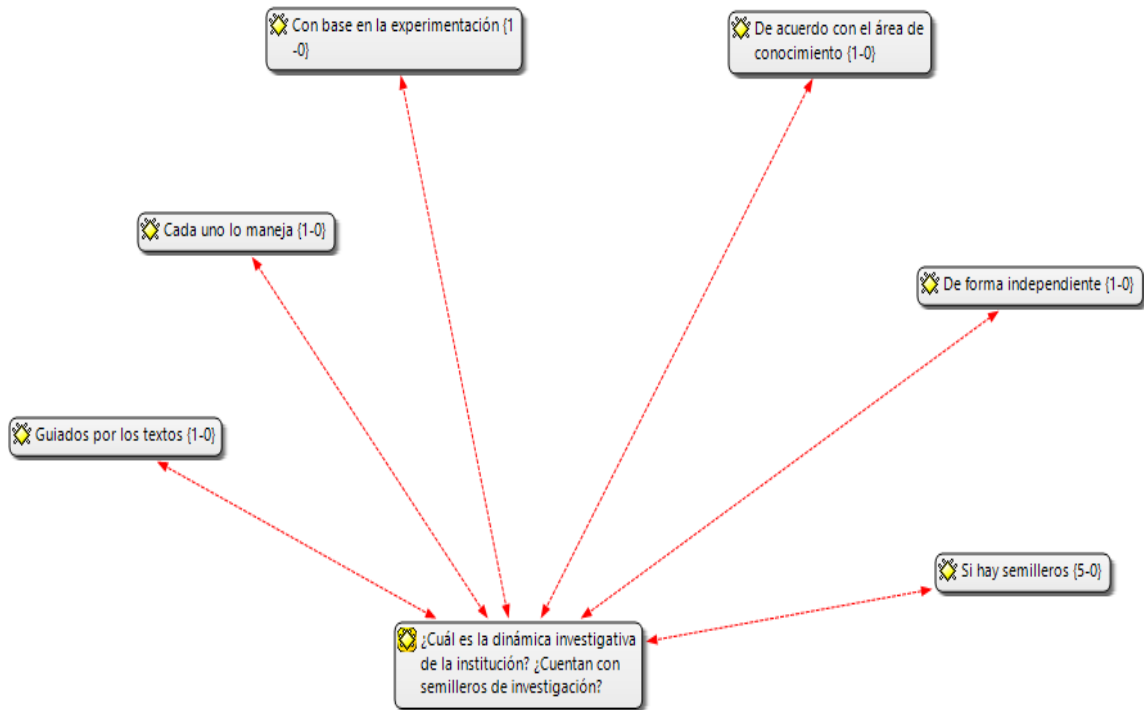 Con base en la experimentación {1
-0}
De acuerdo con el área de
conocimiento {1-0}
Cada uno lo maneja {1-0}
De forma independiente {1-0}
Guiados por los textos {1-0}
Si hay semilleros {5-0}
¿Cuál es la dinámica investigativa
de la institución? ¿Cuentan con
semilleros de investigación?